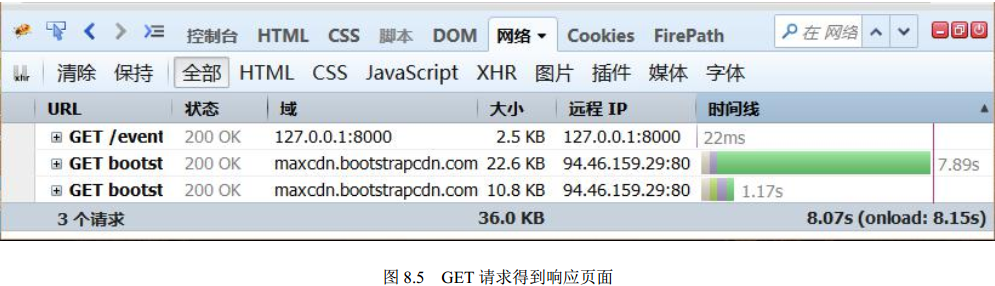 控制台 HTML CSS 脚本 DOM 网络 Cookies FirePath 在 网络
xhr 清除 保持 全部 HTML CSS JavaScript XHR 图片 插件 媒体 字体
URL 状态 域 大小 远程 IP 时间线
GET /event 200 OK 127.0.0.1:8000 2.5 KB 127.0.0.1:8000 22ms
GET bootst 200 OK maxcdn.bootstrapcdn.com 22.6 KB 94.46.159.29:80 7.89s
GET bootst 200 OK maxcdn.bootstrapcdn.com 10.8 KB 94.46.159.29:80 1.17s
3 个请求 36.0 KB 8.07s (onload: 8.15s)
图 8.5 GET 请求得到响应页面